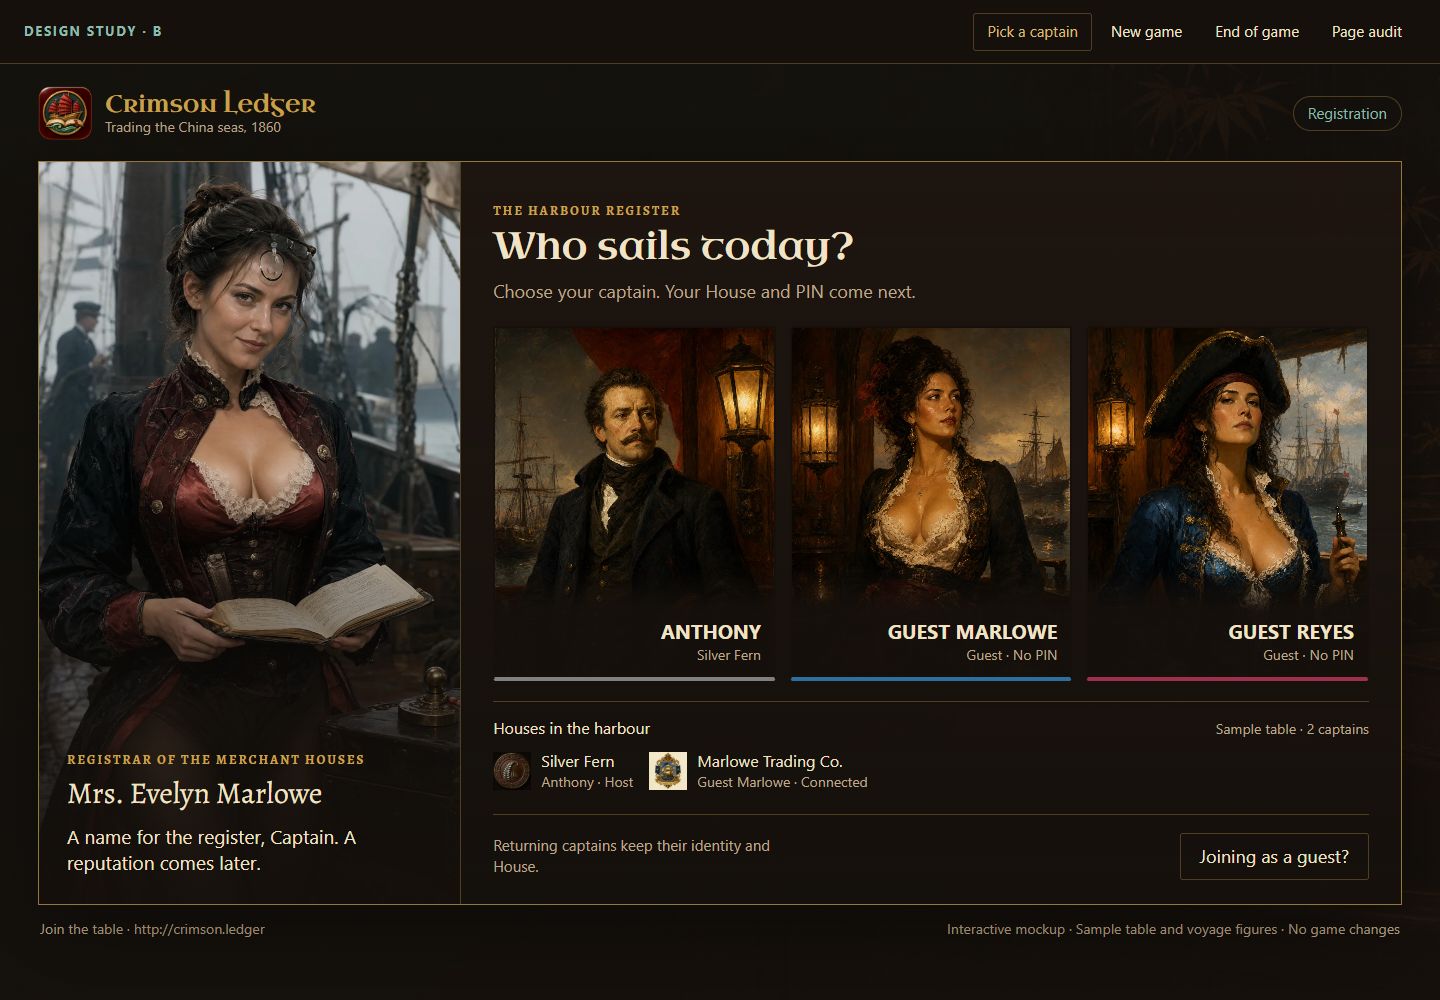 DESIGN STUDY · B
Pick a captain
New game
End of game
Page audit
Crimson Ledger
Trading the China seas, 1860
Registration
THE HARBOUR REGISTER
Who sails today?
Choose your captain. Your House and PIN come next.
ANTHONY
Silver Fern
GUEST MARLOWE
Guest · No PIN
GUEST REYES
Guest · No PIN
Houses in the harbour
Sample table · 2 captains
Silver Fern
Anthony · Host
Marlowe Trading Co.
Guest Marlowe · Connected
Returning captains keep their identity and
House.
Joining as a guest?
REGISTRAR OF THE MERCHANT HOUSES
Mrs. Evelyn Marlowe
A name for the register, Captain. A
reputation comes later.
Join the table · http://crimson.ledger
Interactive mockup · Sample table and voyage figures · No game changes